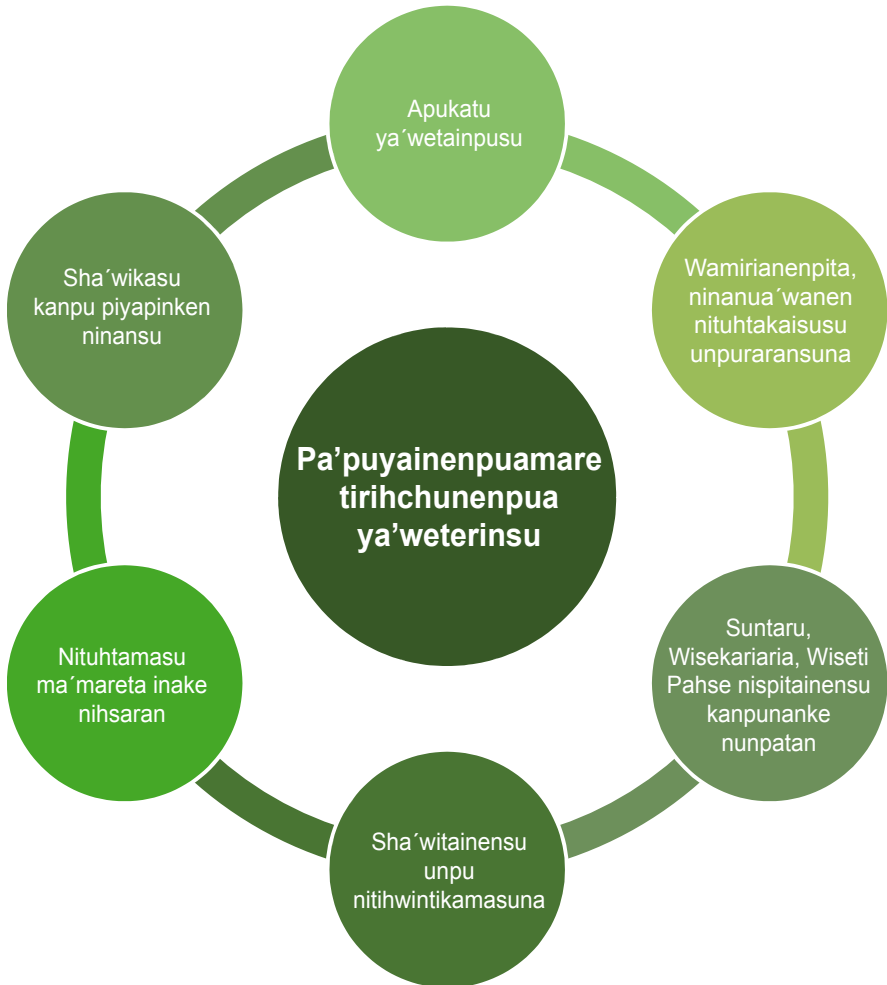 Apukatu
ya´wetainpusu
Wamirianenpita,
ninanua´wanen
nituhtakaisusu
unpuraransuna
Suntaru,
Wisekariaria, Wiseti
Pahse nispitainensu
kanpunanke
nunpatan
Sha´witainensu
unpu
nitihwintikamasuna
Nituhtamasu
ma´mareta inake
nihsaran
Sha´wikasu
kanpu piyapinken
ninansu
Pa’puyainenpuamare
tirihchunenpua
ya’weterinsu